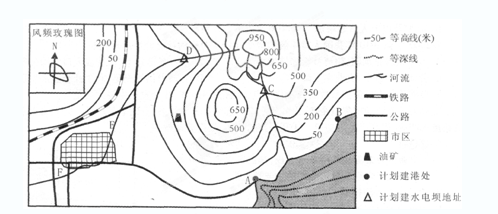 风频玫瑰图
N
200
50
D
950
800
650
500
C
350
650
500
200
B
50
E
F
A
—50— 等高线(米)
等深线
河流
铁路
公路
市区
油矿
计划建港处
计划建水电坝地址